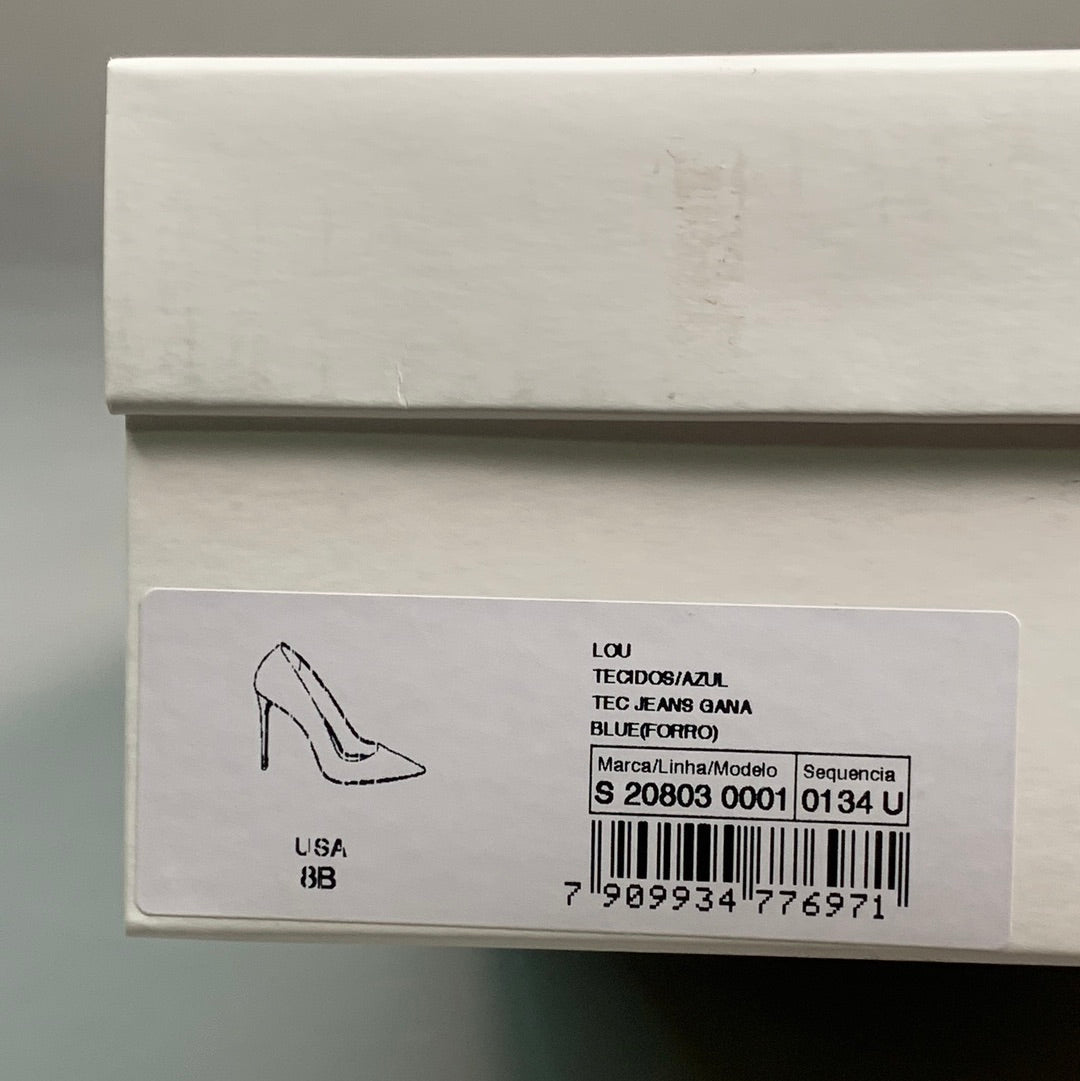 LOU
TECIDOS/AZUL
TEC JEANS GANA
BLUE(FORRO)
Marca/Linha/Modelo Sequencia
S 20803 0001 0134 U
7 909934 776971
USA
8B